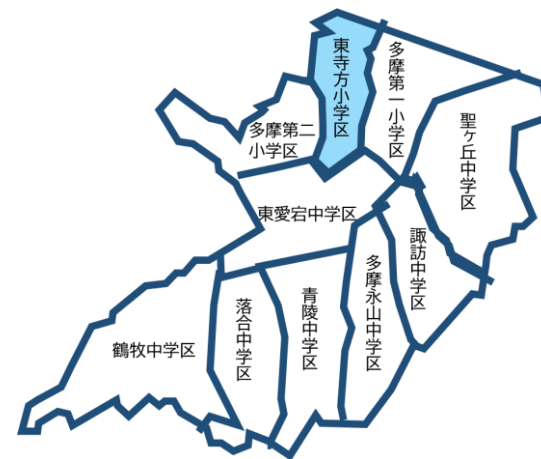 東寺方小学区
多摩第一小学区
多摩第二
小学区
聖ヶ丘中学区
東愛宕中学区
諏訪中学区
多摩永山中学区
青陵中学区
落合中学区
鶴牧中学区